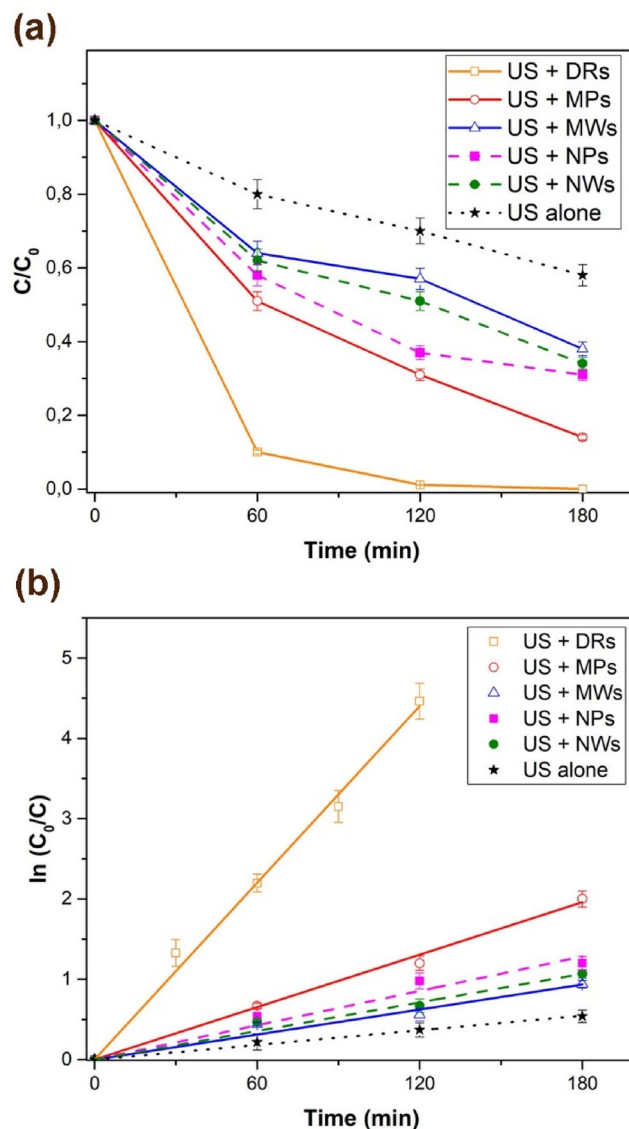 (a)
US + DRs
US + MPs
US + MWs
US + NPs
US + NWs
US alone
1,0
0,8
0,6
0,4
0,2
0,0
C/C₀
0 60 120 180
Time (min)
(b)
US + DRs
US + MPs
US + MWs
US + NPs
US + NWs
US alone
5
4
3
2
1
0
ln (C₀/C)
0 60 120 180
Time (min)